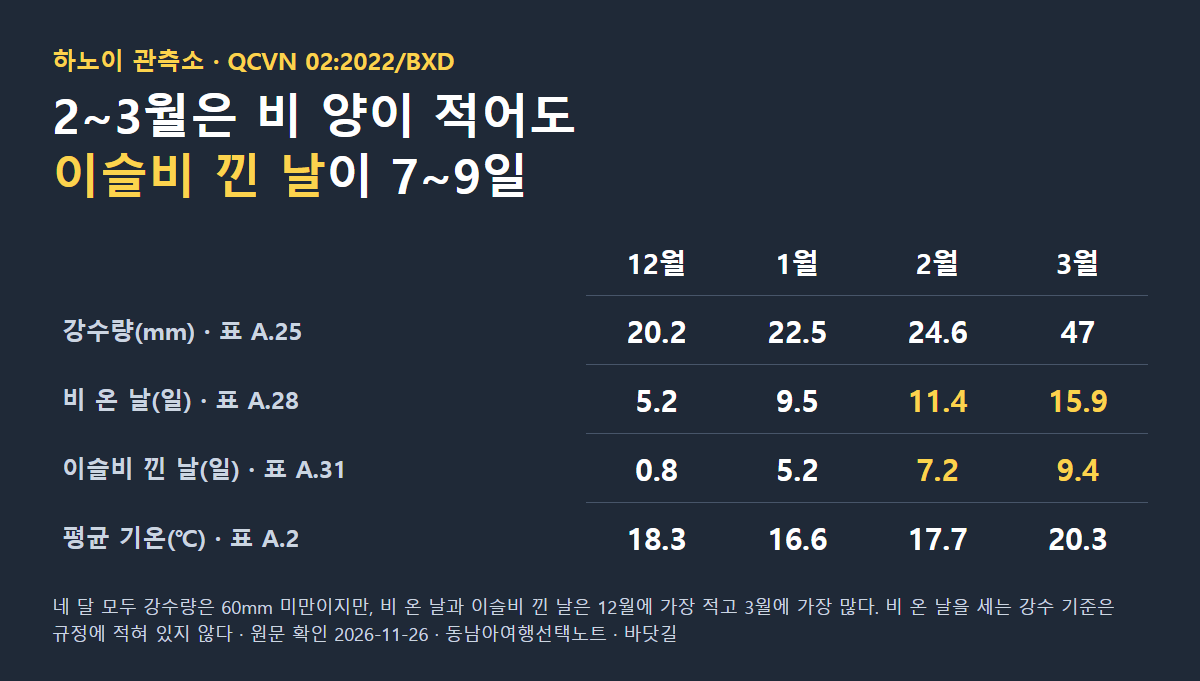 하노이 관측소 · QCVN 02:2022/BXD
2~3월은 비 양이 적어도
이슬비 낀 날이 7~9일
12월 1월 2월 3월
강수량(mm) · 표 A.25 20.2 22.5 24.6 47
비 온 날(일) · 표 A.28 5.2 9.5 11.4 15.9
이슬비 낀 날(일) · 표 A.31 0.8 5.2 7.2 9.4
평균 기온(℃) · 표 A.2 18.3 16.6 17.7 20.3
네 달 모두 강수량은 60mm 미만이지만, 비 온 날과 이슬비 낀 날은 12월에 가장 적고 3월에 가장 많다. 비 온 날을 세는 강수 기준은
규정에 적혀 있지 않다 · 원문 확인 2026-11-26 · 동남아여행선택노트 · 바닷길